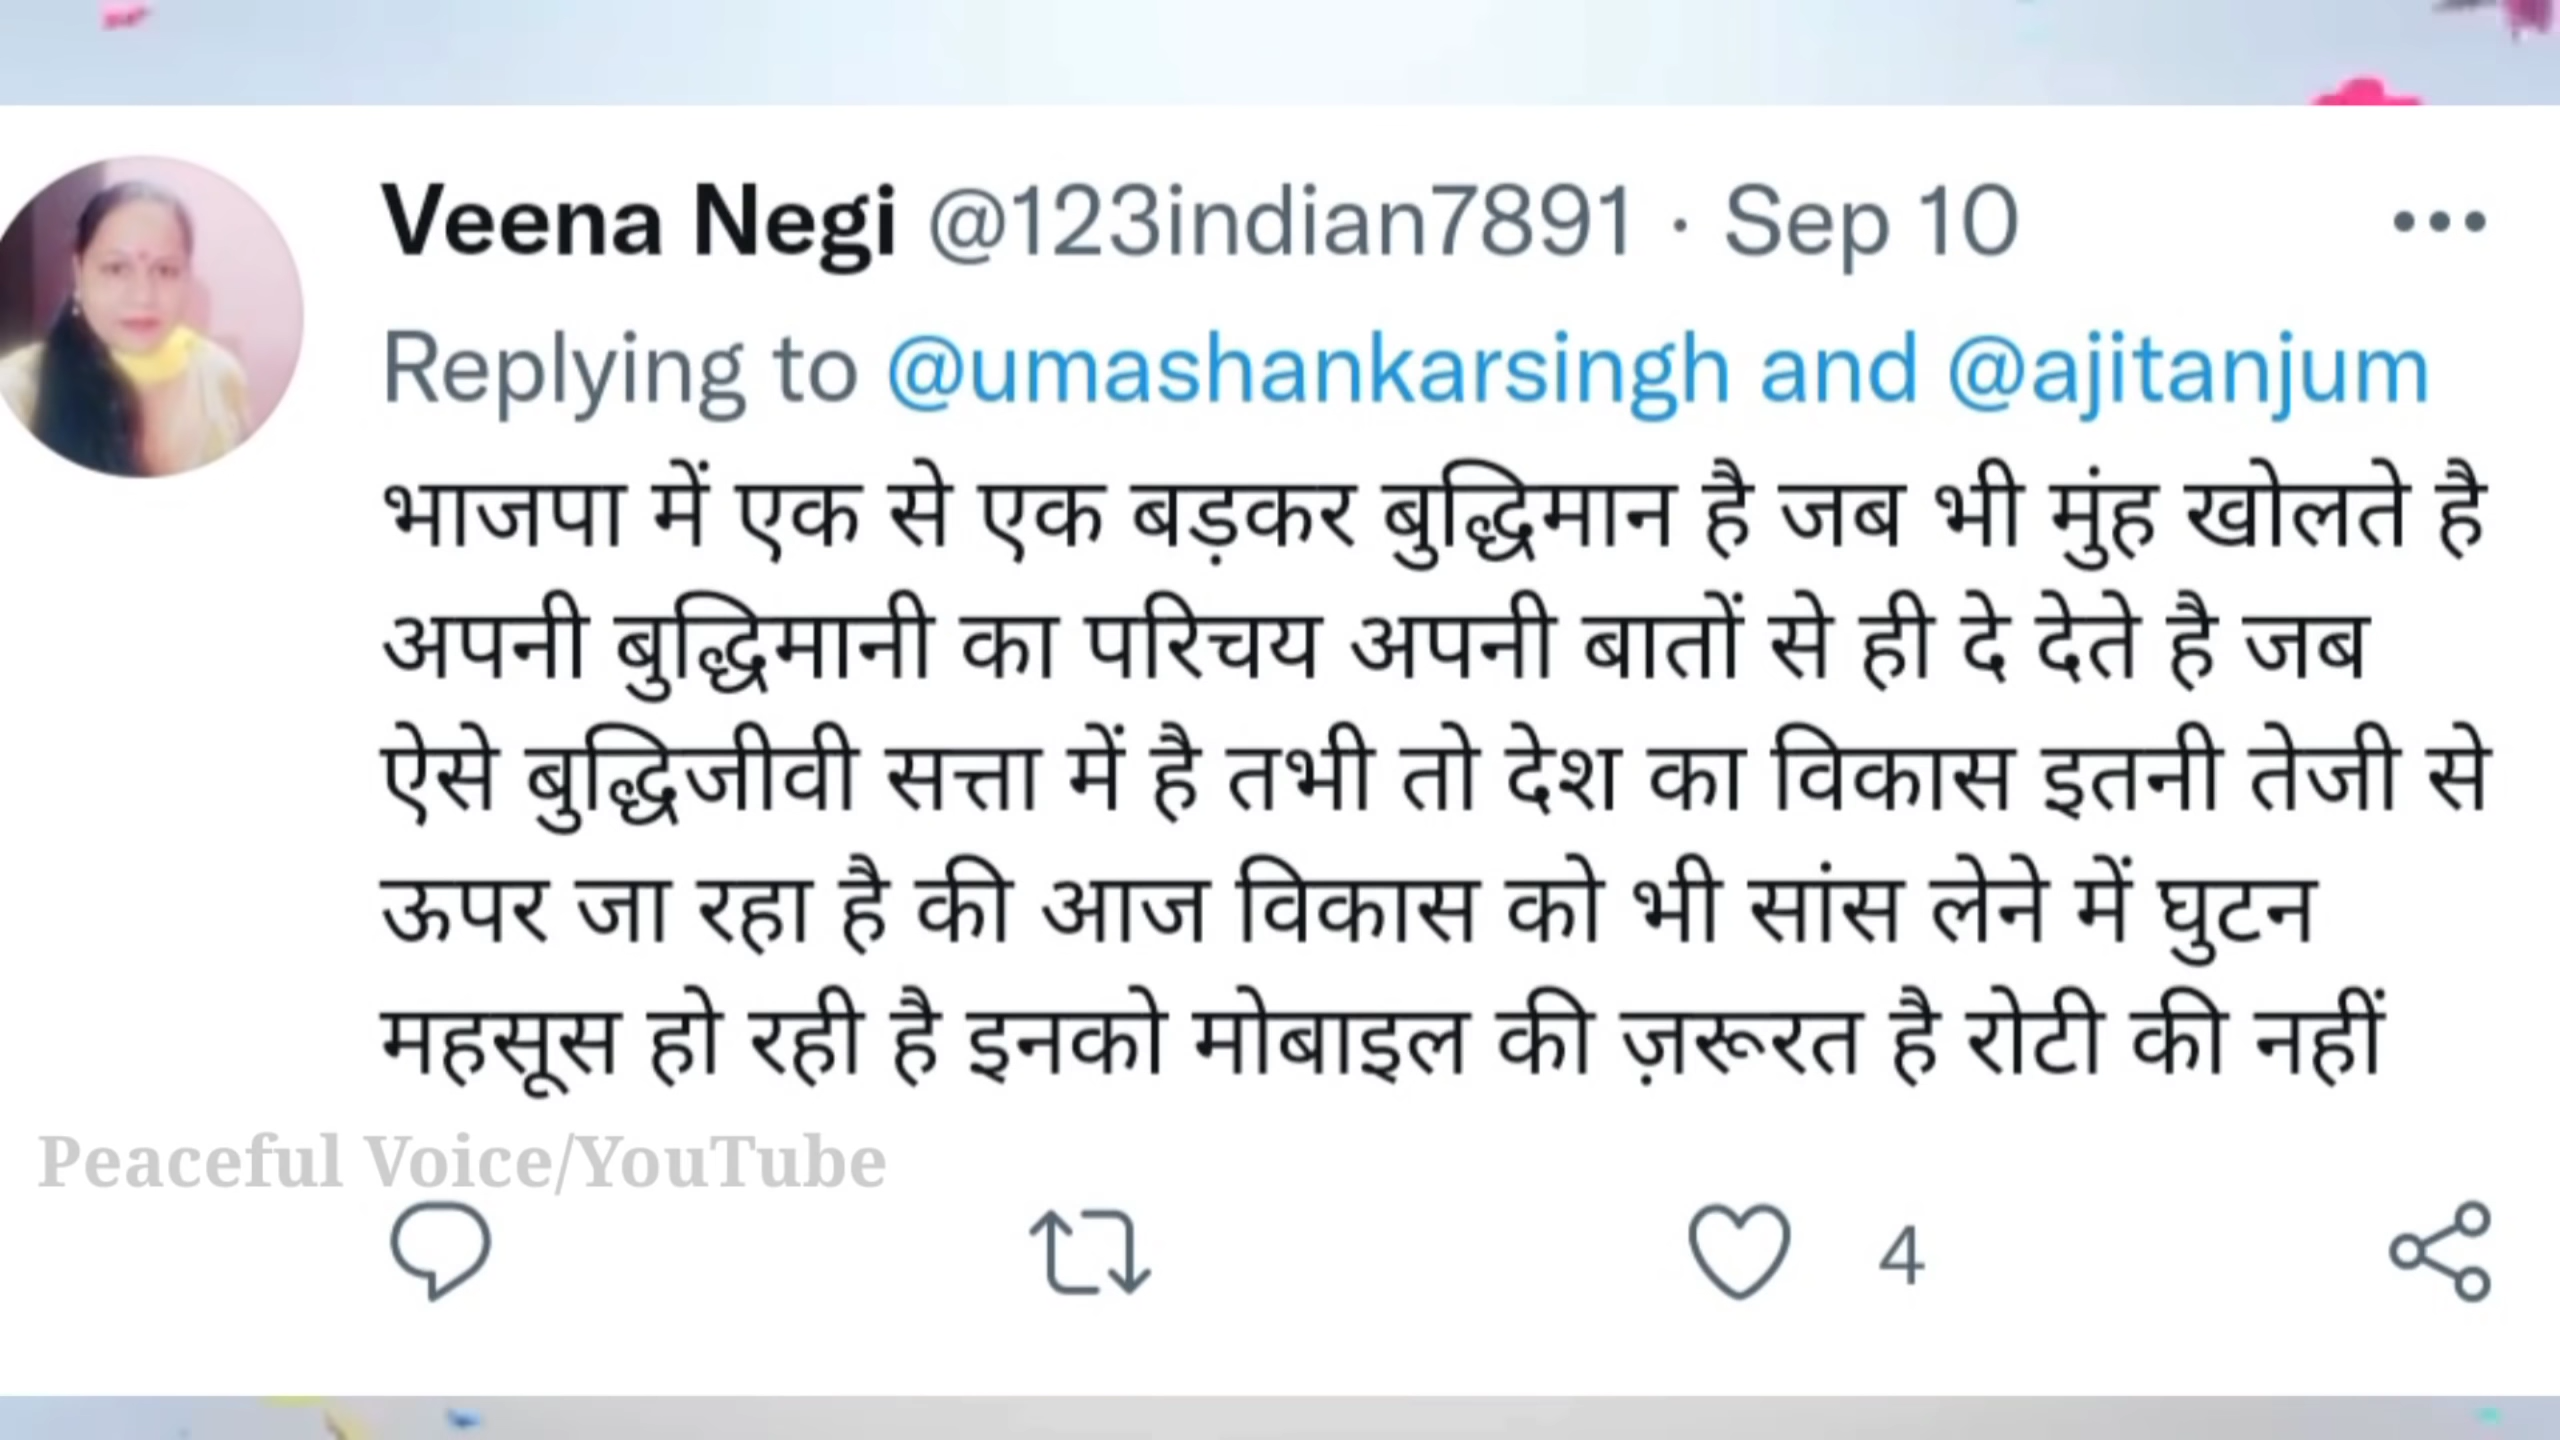 Veena Negi @123indian7891 · Sep 10
Replying to @umashankarsingh and @ajitanjum
भाजपा में एक से एक बड़कर बुद्धिमान है जब भी मुंह खोलते है
अपनी बुद्धिमानी का परिचय अपनी बातों से ही दे देते है जब
ऐसे बुद्धिजीवी सत्ता में है तभी तो देश का विकास इतनी तेजी से
ऊपर जा रहा है की आज विकास को भी सांस लेने में घुटन
महसूस हो रही है इनको मोबाइल की ज़रूरत है रोटी की नहीं
Peaceful Voice/YouTube
4